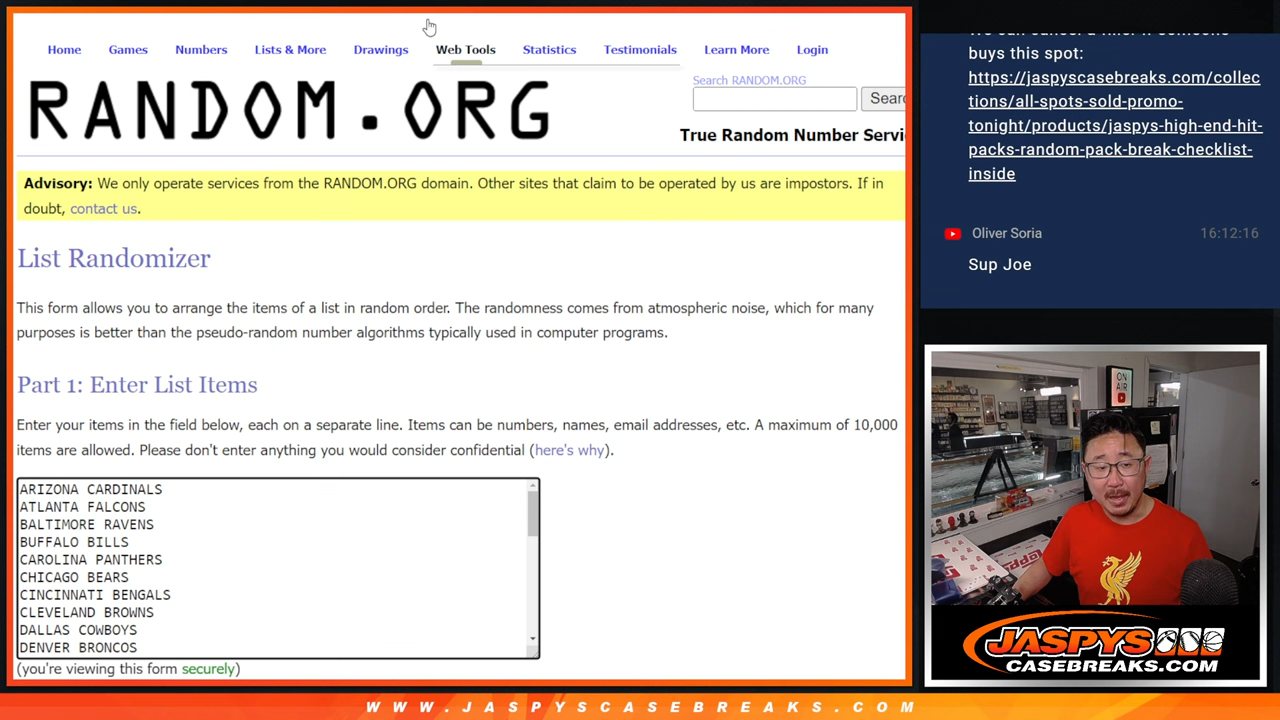 Home Games Numbers Lists & More Drawings Web Tools Statistics Testimonials Learn More Login
RANDOM.ORG
Search RANDOM.ORG
Searc
True Random Number Servi
Advisory: We only operate services from the RANDOM.ORG domain. Other sites that claim to be operated by us are impostors. If in
doubt, contact us.
List Randomizer
This form allows you to arrange the items of a list in random order. The randomness comes from atmospheric noise, which for many
purposes is better than the pseudo-random number algorithms typically used in computer programs.
Part 1: Enter List Items
Enter your items in the field below, each on a separate line. Items can be numbers, names, email addresses, etc. A maximum of 10,000
items are allowed. Please don't enter anything you would consider confidential (here's why).
ARIZONA CARDINALS
ATLANTA FALCONS
BALTIMORE RAVENS
BUFFALO BILLS
CAROLINA PANTHERS
CHICAGO BEARS
CINCINNATI BENGALS
CLEVELAND BROWNS
DALLAS COWBOYS
DENVER BRONCOS
(you're viewing this form securely)
buys this spot:
https://jaspyscasebreaks.com/collec
tions/all-spots-sold-promo-
tonight/products/jaspys-high-end-hit-
packs-random-pack-break-checklist-
inside
Oliver Soria 16:12:16
Sup Joe
ON
AIR
JASPYS
CASEBREAKS.COM
WWW.JASPYSCASEBREAKS.COM